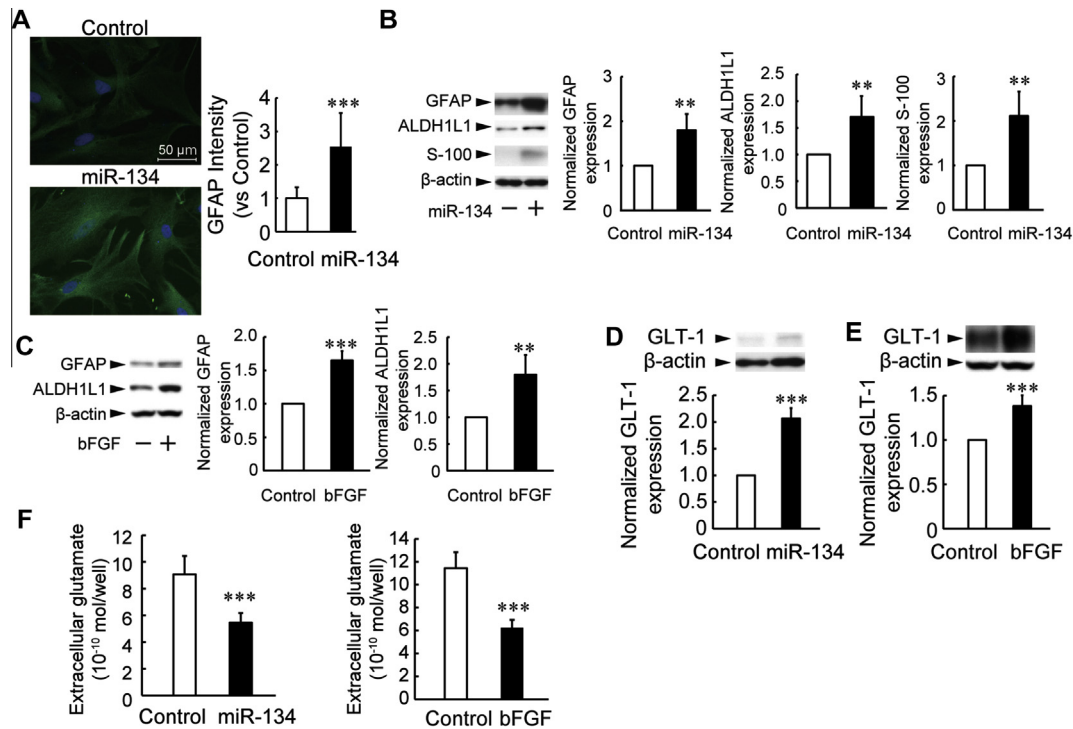 A
Control
50 μm
miR-134
GFAP Intensity
(vs Control)
4
3
2
1
0
***
Control miR-134
B
GFAP
ALDH1L1
S-100
β-actin
miR-134 − +
Normalized GFAP
expression
3
2
1
0
**
Control miR-134
Normalized ALDH1L1
expression
2.5
2.0
1.5
1.0
0.5
0
**
Control miR-134
Normalized S-100
expression
3
2
1
0
**
Control miR-134
C
GFAP
ALDH1L1
β-actin
bFGF − +
Normalized GFAP
expression
2.0
1.5
1.0
0.5
0
***
Control bFGF
Normalized ALDH1L1
expression
2.5
2.0
1.5
1.0
0.5
0
**
Control bFGF
D
GLT-1
β-actin
Normalized GLT-1
expression
2.5
2.0
1.5
1.0
0.5
0
***
Control miR-134
E
GLT-1
β-actin
Normalized GLT-1
expression
1.5
1.0
0.5
0
***
Control bFGF
F
Extracellular glutamate
(10⁻¹⁰ mol/well)
12
10
8
6
4
2
0
***
Control miR-134
Extracellular glutamate
(10⁻¹⁰ mol/well)
14
12
10
8
6
4
2
0
***
Control bFGF